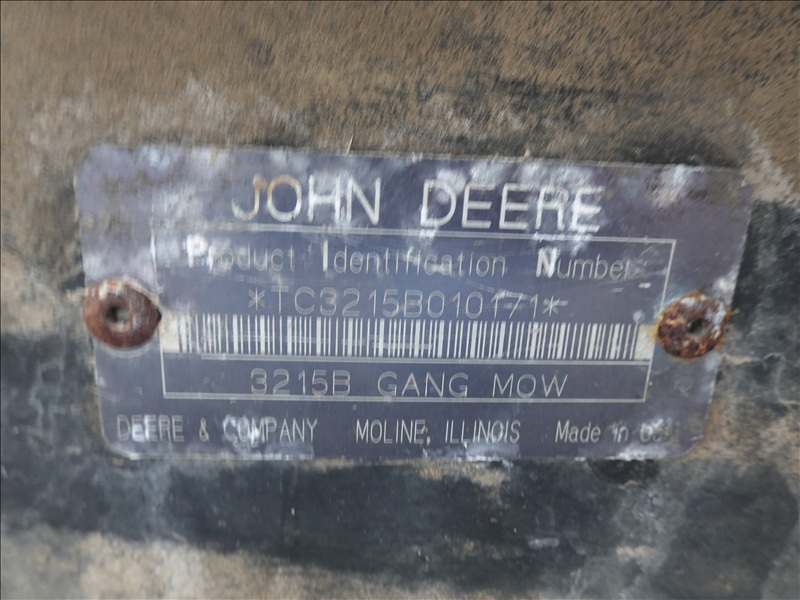 JOHN DEERE
Product Identification Number
*TC3215B010171*
3215B GANG MOW
DEERE & COMPANY MOLINE, ILLINOIS Made in